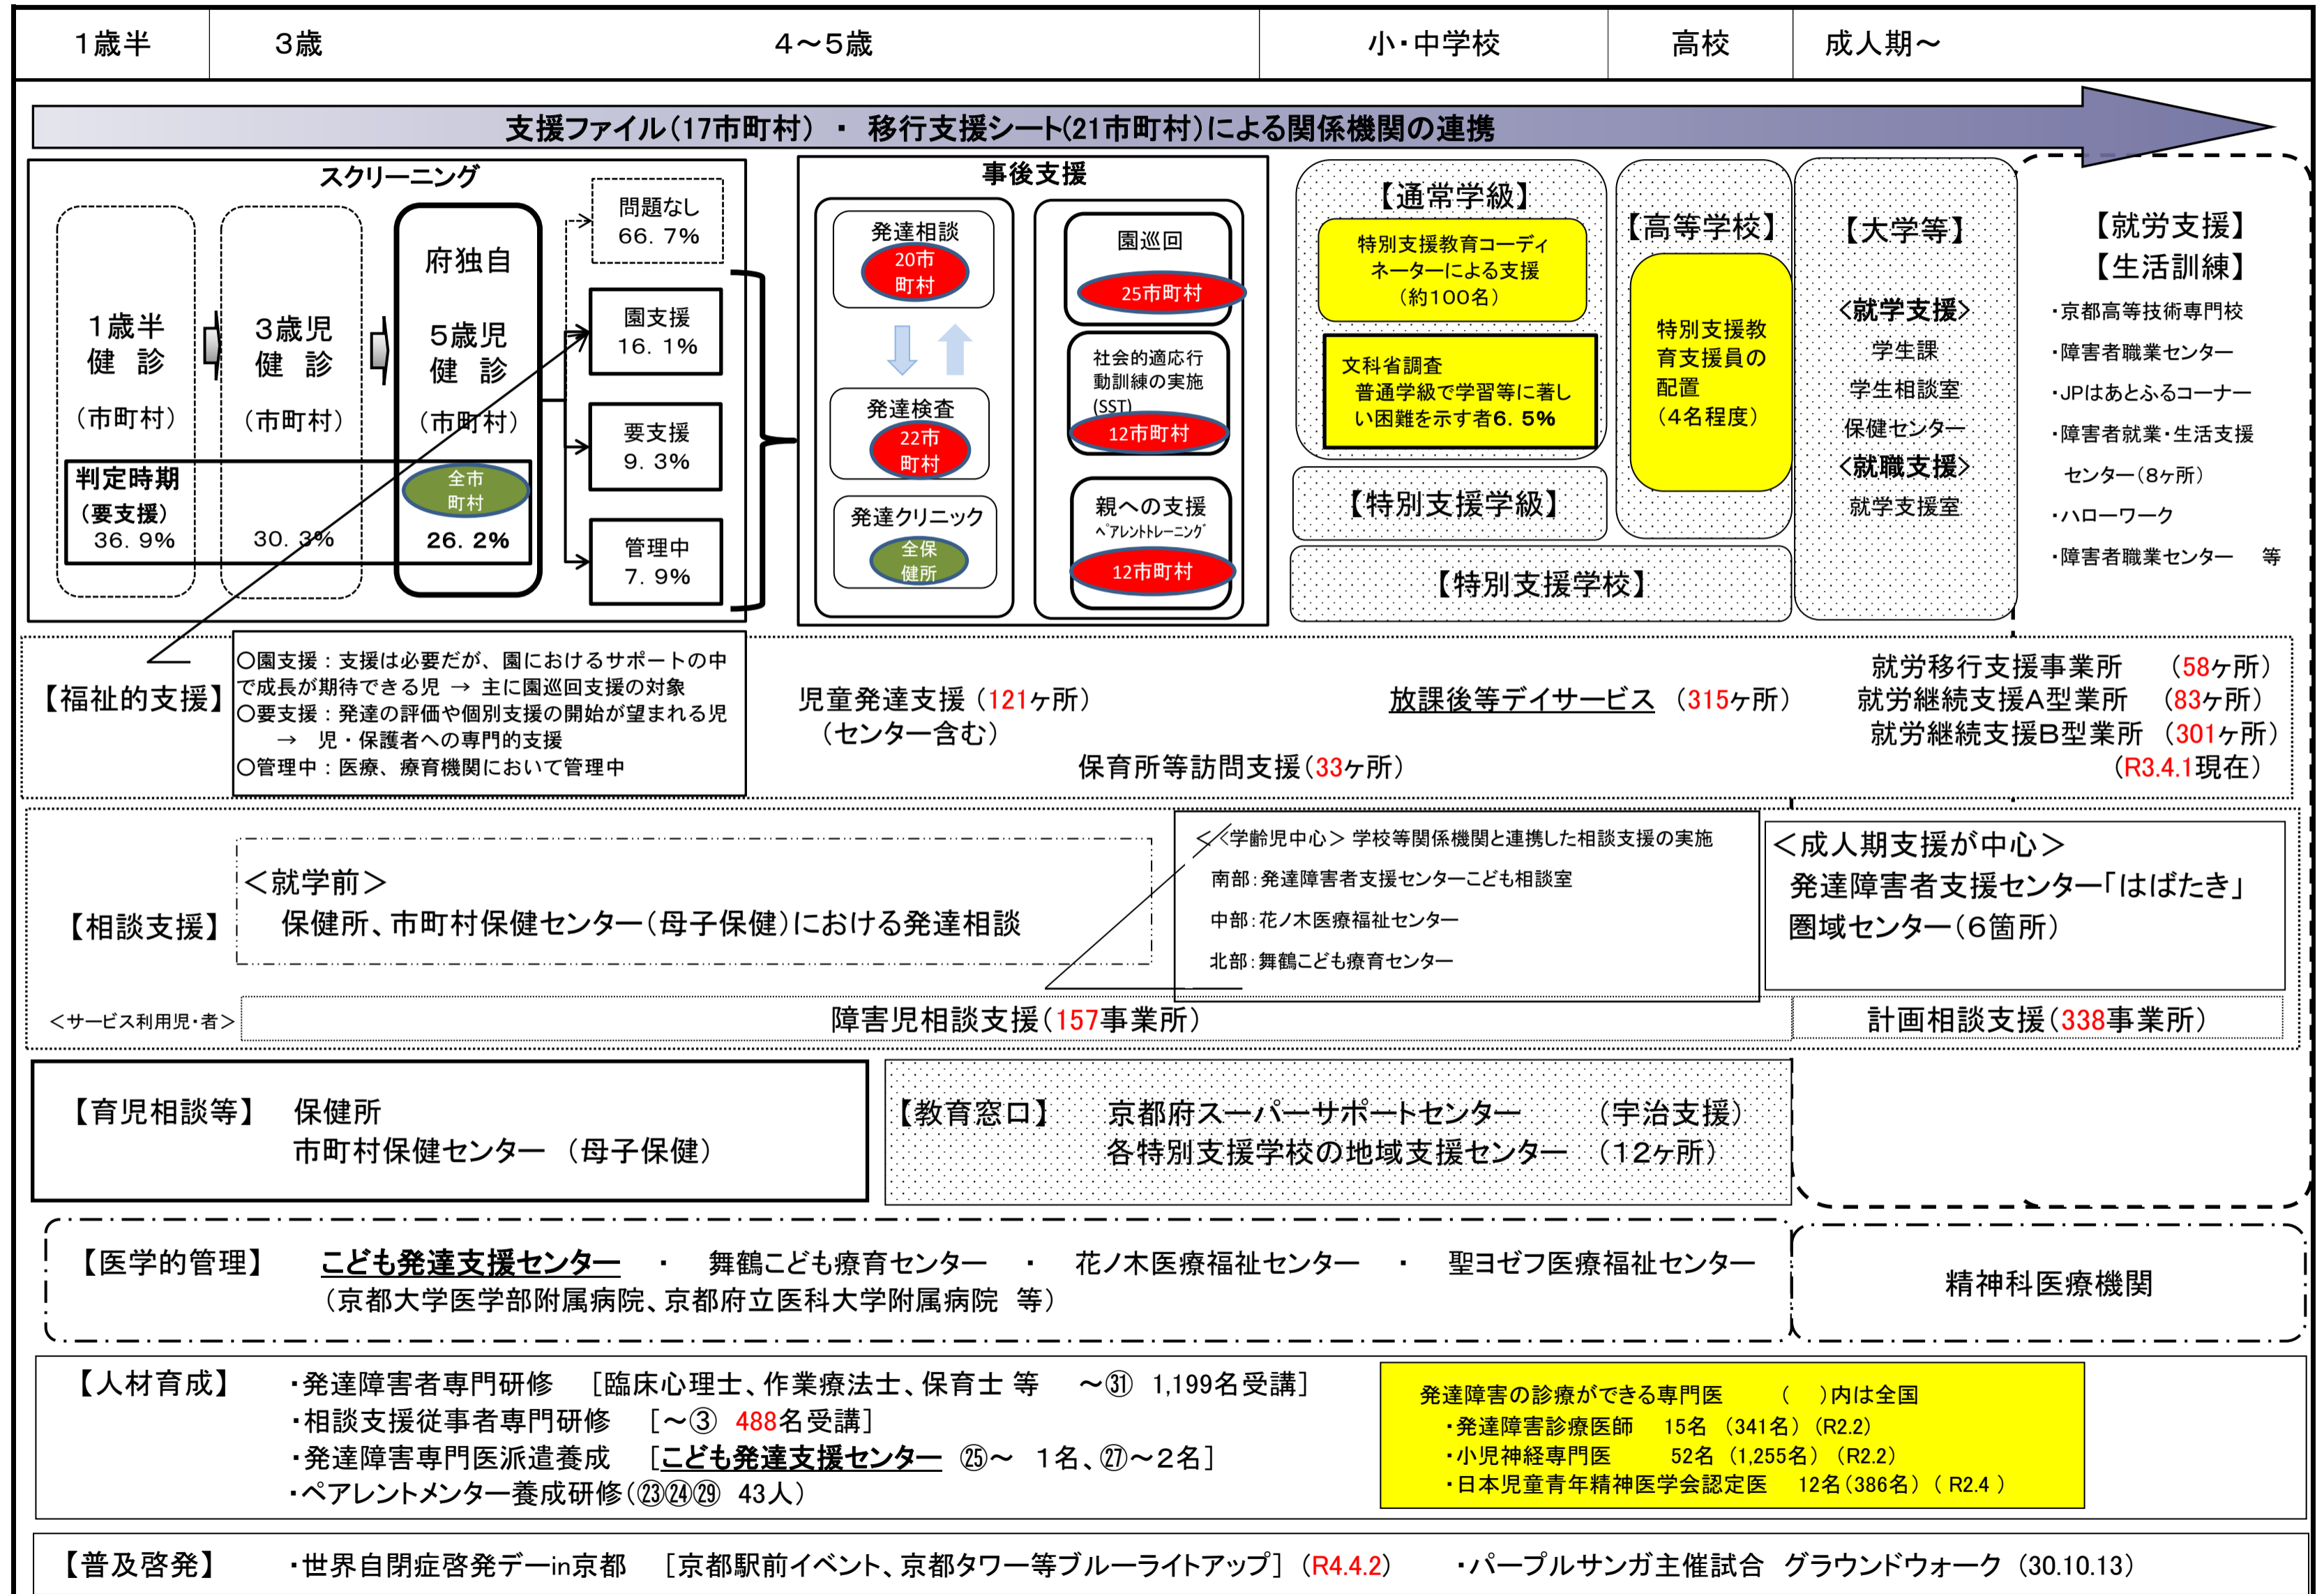 1歳半
3歳
4～5歳
小・中学校
高校
成人期～
支援ファイル(17市町村) ・ 移行支援シート(21市町村)による関係機関の連携
スクリーニング
1歳半
健 診
(市町村)
3歳児
健 診
(市町村)
府独自
5歳児
健 診
(市町村)
判定時期
(要支援)
36. 9%
30. 3%
全市
町村
26. 2%
問題なし
66. 7%
園支援
16. 1%
要支援
9. 3%
管理中
7. 9%
事後支援
発達相談
20市
町村
発達検査
22市
町村
発達クリニック
全保
健所
園巡回
25市町村
社会的適応行
動訓練の実施
(SST)
12市町村
親への支援
ペアレントトレーニング
12市町村
【通常学級】
特別支援教育コーディ
ネーターによる支援
(約100名)
文科省調査
普通学級で学習等に著し
い困難を示す者6. 5%
【特別支援学級】
【特別支援学校】
【高等学校】
特別支援教
育支援員の
配置
(4名程度)
【大学等】
<就学支援>
学生課
学生相談室
保健センター
<就職支援>
就学支援室
【就労支援】
【生活訓練】
・京都高等技術専門校
・障害者職業センター
・JPはあとふるコーナー
・障害者就業・生活支援
センター(8ヶ所)
・ハローワーク
・障害者職業センター 等
【福祉的支援】
○園支援：支援は必要だが、園におけるサポートの中
で成長が期待できる児 → 主に園巡回支援の対象
○要支援：発達の評価や個別支援の開始が望まれる児
→ 児・保護者への専門的支援
○管理中：医療、療育機関において管理中
児童発達支援 (121ヶ所)
(センター含む)
保育所等訪問支援(33ヶ所)
放課後等デイサービス (315ヶ所)
就労移行支援事業所 (58ヶ所)
就労継続支援A型業所 (83ヶ所)
就労継続支援B型業所 (301ヶ所)
(R3.4.1現在)
【相談支援】
<就学前>
保健所、市町村保健センター(母子保健)における発達相談
<<学齢児中心> 学校等関係機関と連携した相談支援の実施
南部:発達障害者支援センターこども相談室
中部:花ノ木医療福祉センター
北部:舞鶴こども療育センター
<成人期支援が中心>
発達障害者支援センター「はばたき」
圏域センター(6箇所)
<サービス利用児・者>
障害児相談支援(157事業所)
計画相談支援(338事業所)
【育児相談等】 保健所
市町村保健センター (母子保健)
【教育窓口】 京都府スーパーサポートセンター (宇治支援)
各特別支援学校の地域支援センター (12ヶ所)
【医学的管理】 こども発達支援センター ・ 舞鶴こども療育センター ・ 花ノ木医療福祉センター ・ 聖ヨゼフ医療福祉センター
(京都大学医学部附属病院、京都府立医科大学附属病院 等)
精神科医療機関
【人材育成】 ・発達障害者専門研修 [臨床心理士、作業療法士、保育士 等 ～㉛ 1,199名受講]
・相談支援従事者専門研修 [～③ 488名受講]
・発達障害専門医派遣養成 [こども発達支援センター ㉕～ 1名、㉗～2名]
・ペアレントメンター養成研修(㉓㉔㉙ 43人)
発達障害の診療ができる専門医 ( )内は全国
・発達障害診療医師 15名 (341名) (R2.2)
・小児神経専門医 52名 (1,255名) (R2.2)
・日本児童青年精神医学会認定医 12名(386名) ( R2.4 )
【普及啓発】 ・世界自閉症啓発デーin京都 [京都駅前イベント、京都タワー等ブルーライトアップ] (R4.4.2) ・パープルサンガ主催試合 グラウンドウォーク (30.10.13)